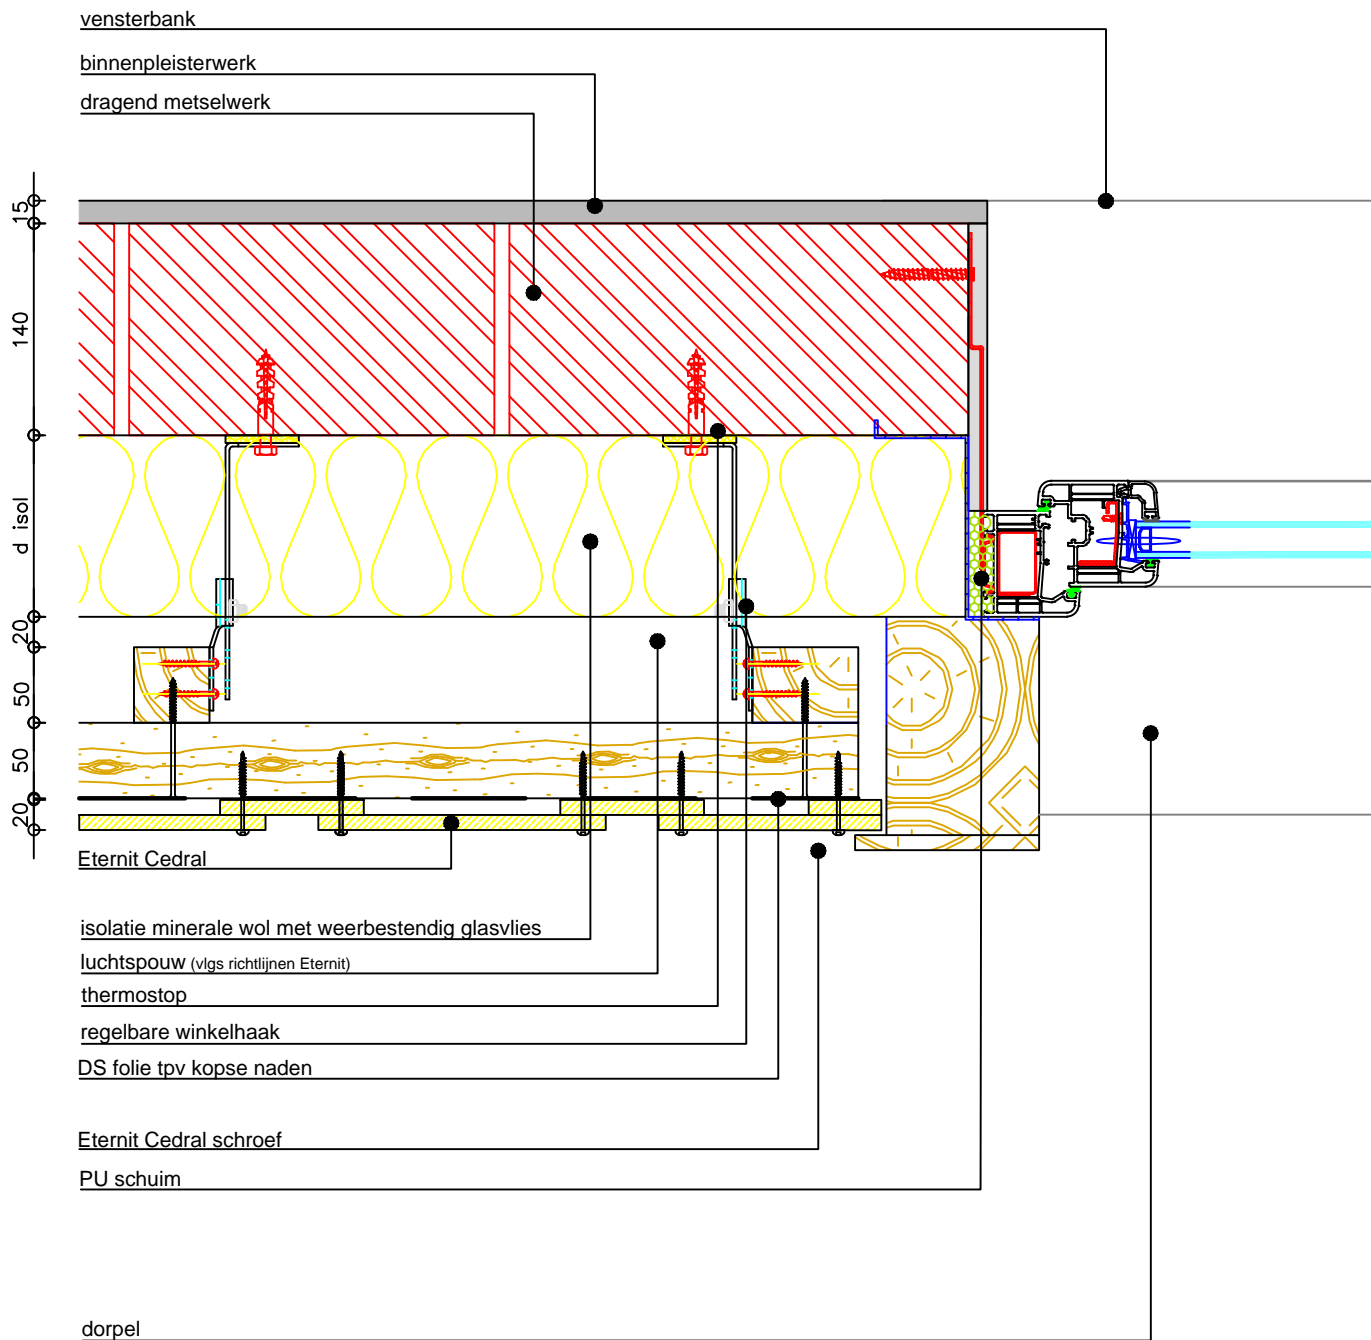 vensterbank
binnenpleisterwerk
dragend metselwerk
15
140
d isol
20
50
50
20
Eternit Cedral
isolatie minerale wol met weerbestendig glasvlies
luchtspouw (vlgs richtlijnen Eternit)
thermostop
regelbare winkelhaak
DS folie tpv kopse naden
Eternit Cedral schroef
PU schuim
dorpel